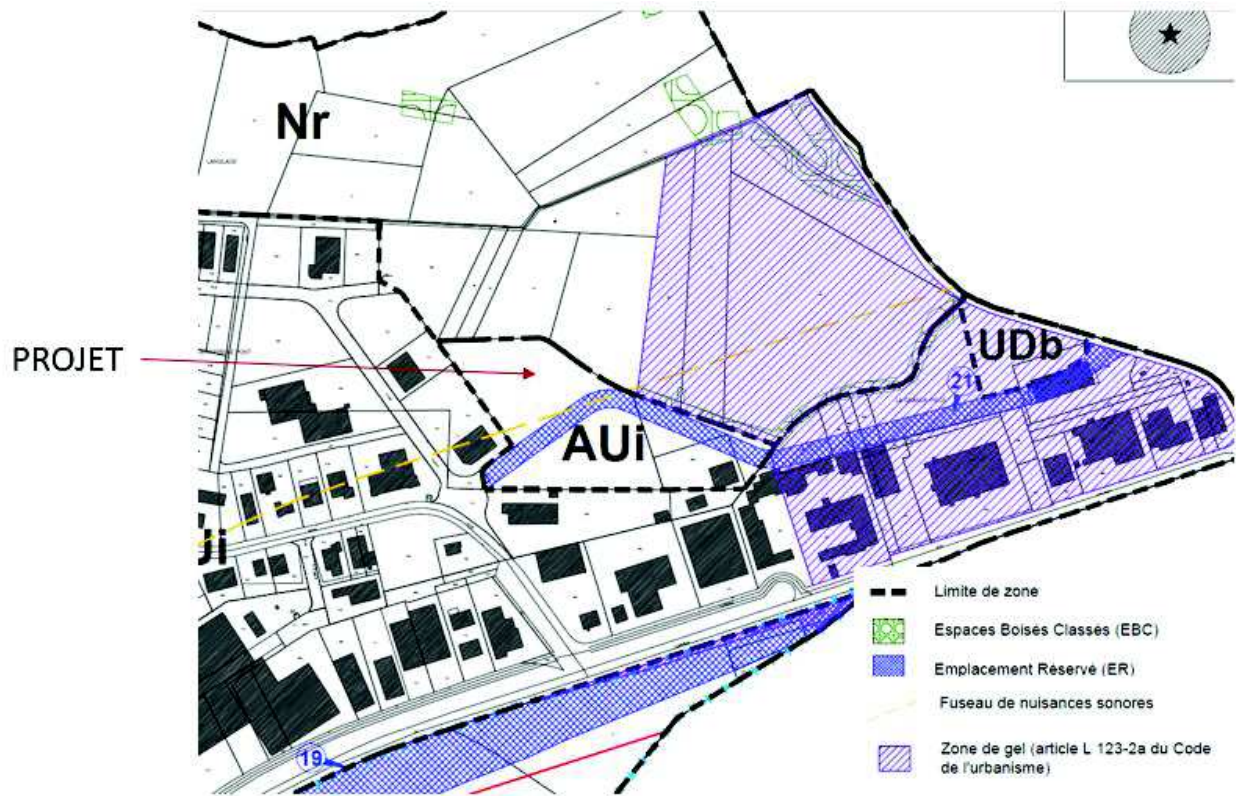 Nr
LANGLADE
PROJET
UDb
21
AUi
Ui
19
Limite de zone
Espaces Boisés Classés (EBC)
Emplacement Réservé (ER)
Fuseau de nuisances sonores
Zone de gel (article L 123-2a du Code
de l'urbanisme)